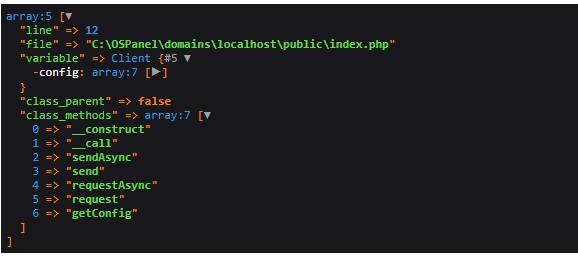 array:5 [▼
  "line" => 12
  "file" => "C:\OSPanel\domains\localhost\public\index.php"
  "variable" => Client {#5 ▼
    -config: array:7 [▶]
  }
  "class_parent" => false
  "class_methods" => array:7 [▼
    0 => "__construct"
    1 => "__call"
    2 => "sendAsync"
    3 => "send"
    4 => "requestAsync"
    5 => "request"
    6 => "getConfig"
  ]
]